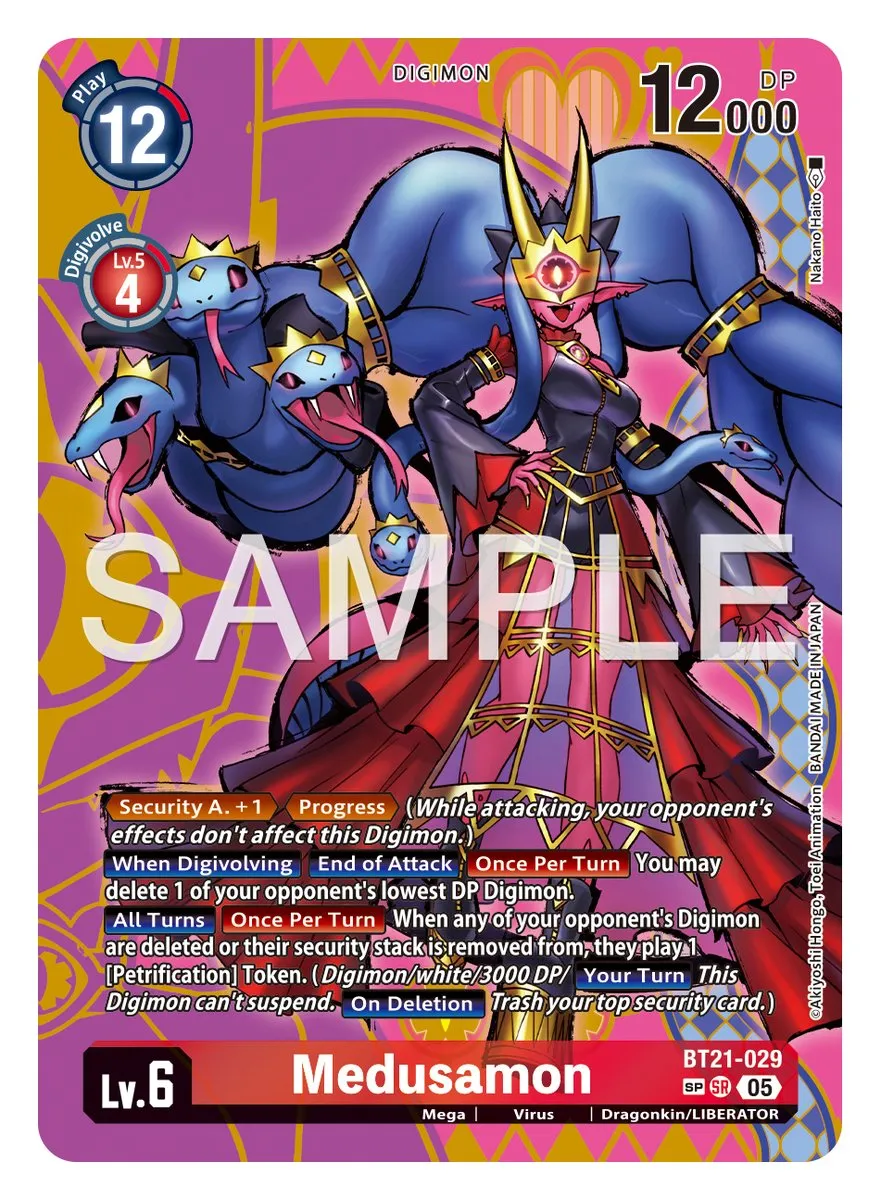 DIGIMON
Play
12
DP
12000
Digivolve
Lv.5
4
Nakano Haito
SAMPLE
Security A. +1 Progress (While attacking, your opponent's
effects don't affect this Digimon.)
When Digivolving End of Attack Once Per Turn You may
delete 1 of your opponent's lowest DP Digimon.
All Turns Once Per Turn When any of your opponent's Digimon
are deleted or their security stack is removed from, they play 1
[Petrification] Token. (Digimon/white/3000 DP/ Your Turn This
Digimon can't suspend. On Deletion Trash your top security card.)
©Akiyoshi Hongo, Toei Animation BANDAI MADE IN JAPAN
Lv.6
Medusamon
BT21-029
SP SR 05
Mega | Virus | Dragonkin/LIBERATOR